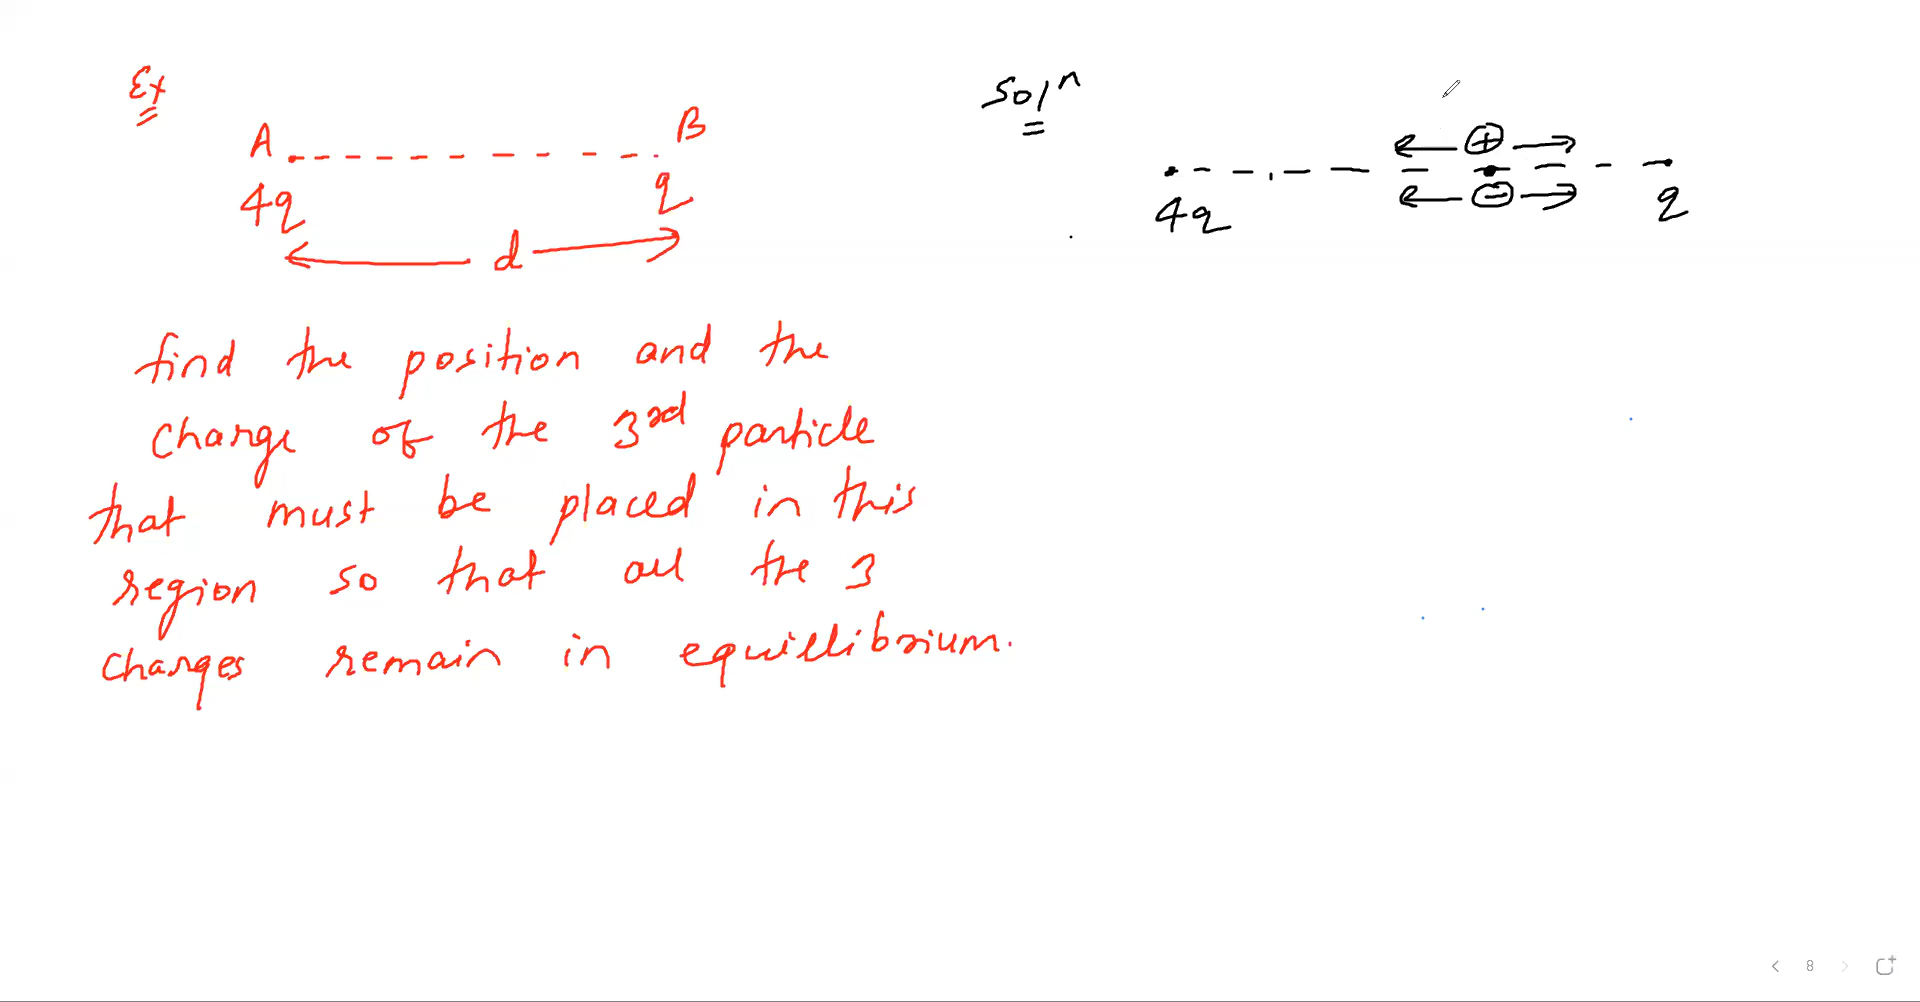 Ex
A B
4q q
d
find the position and the
charge of the 3rd particle
that must be placed in this
region so that all the 3
charges remain in equillibrium.
Solⁿ
+
4q - q
8